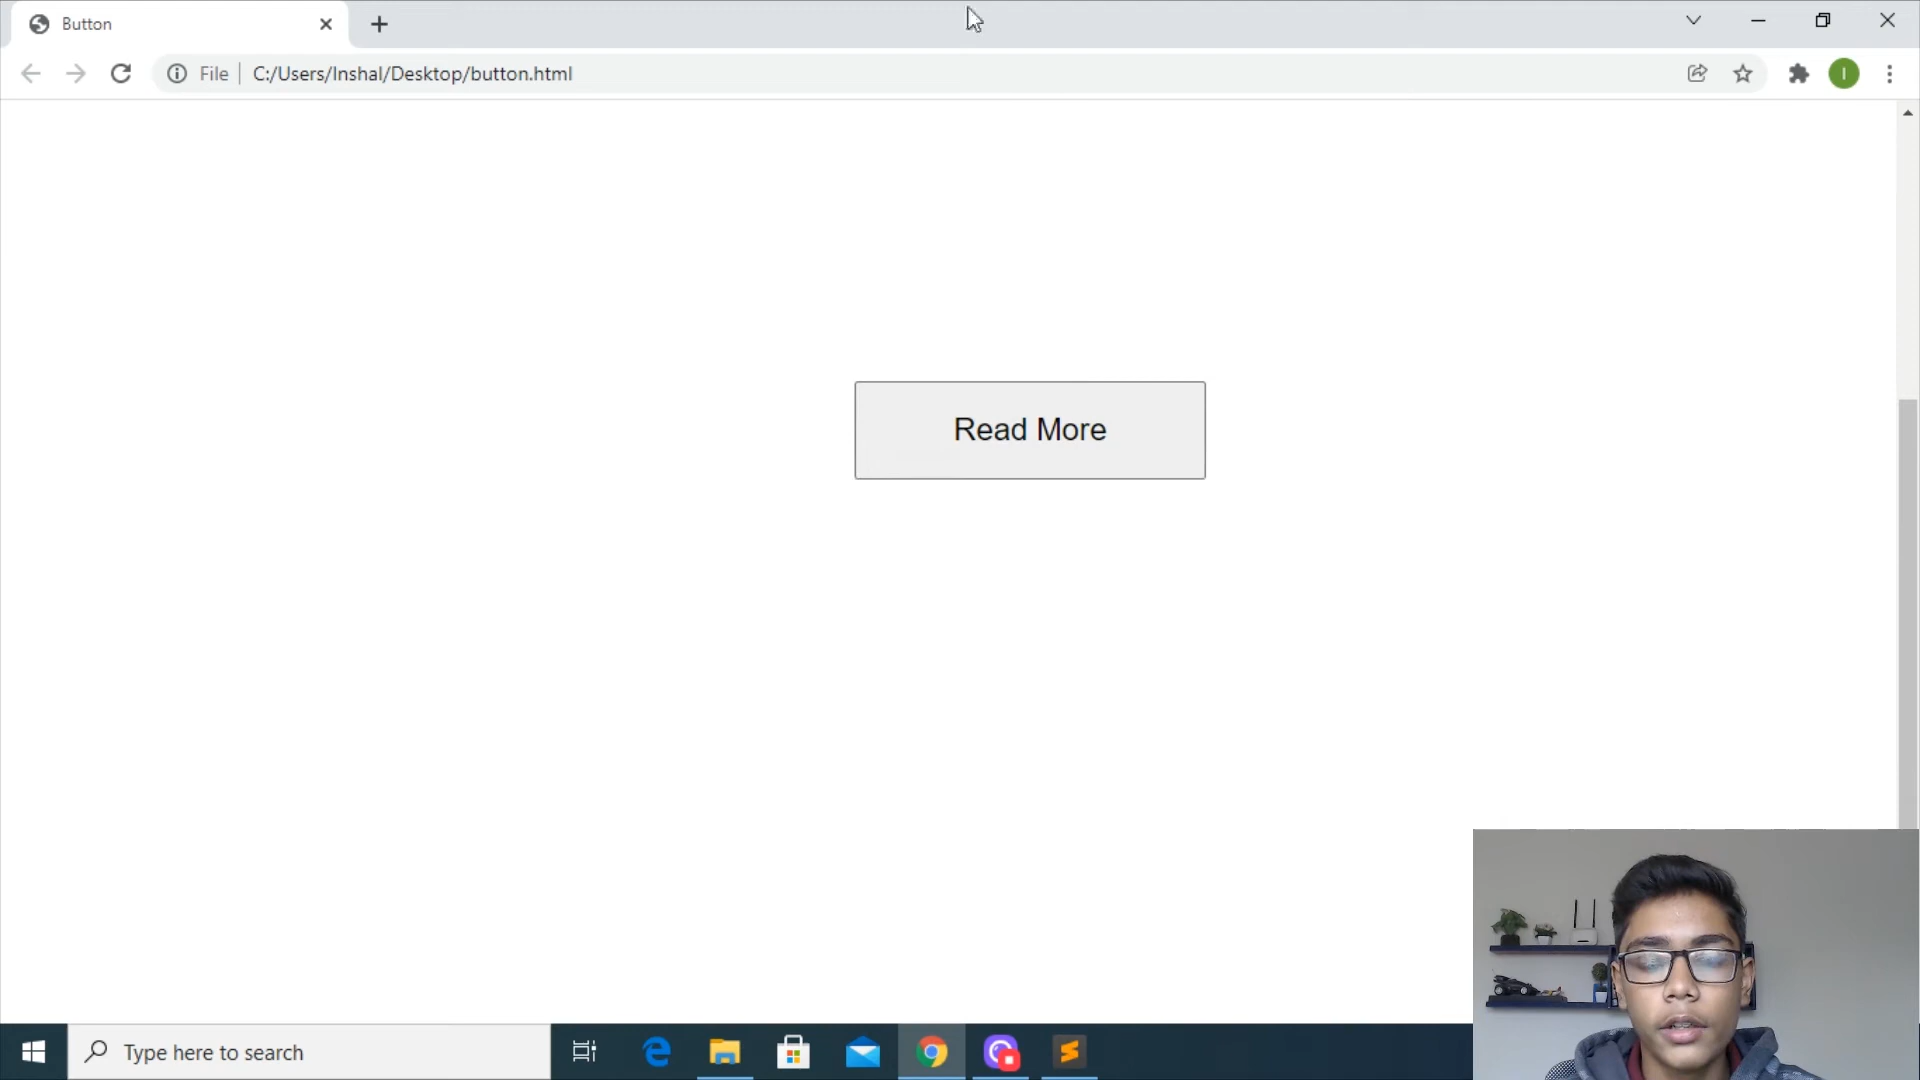 Button
File
C:/Users/Inshal/Desktop/button.html
I
Read More
Type here to search